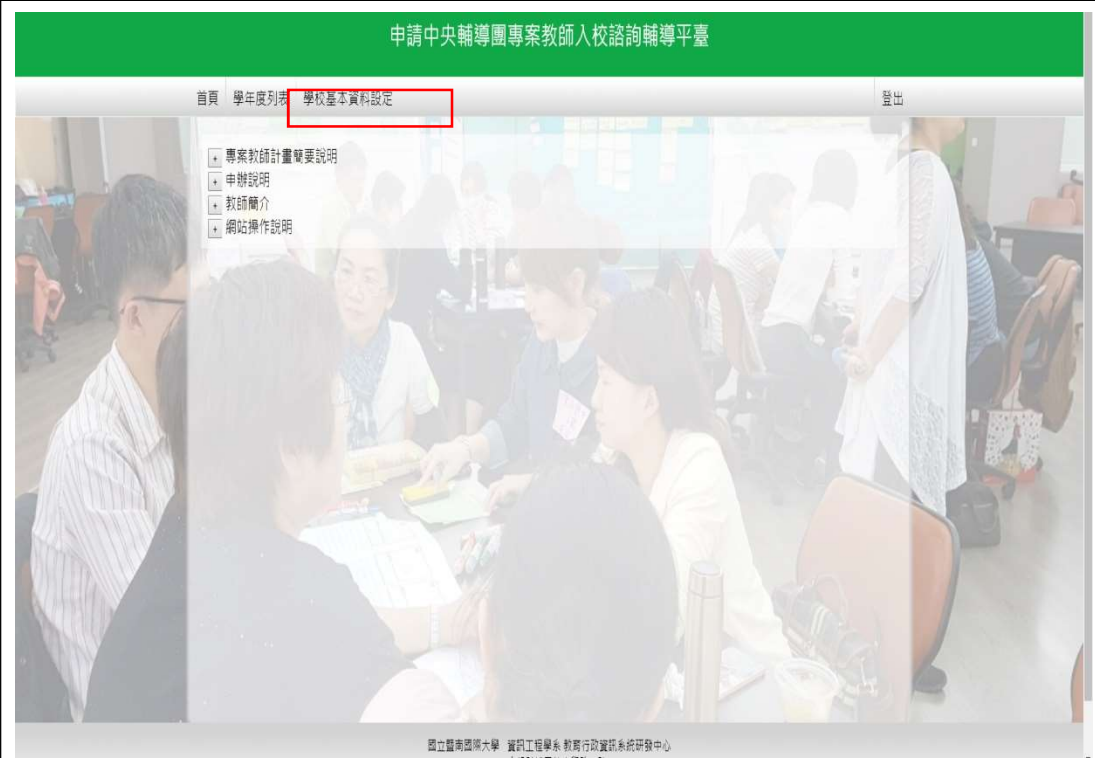 申請中央輔導團專案教師入校諮詢輔導平臺
首頁 學年度列表 學校基本資料設定 登出
+ 專案教師計畫簡要說明
+ 申辦說明
+ 教師簡介
+ 網站操作說明
國立暨南國際大學 資訊工程學系 教育行政資訊系統研發中心